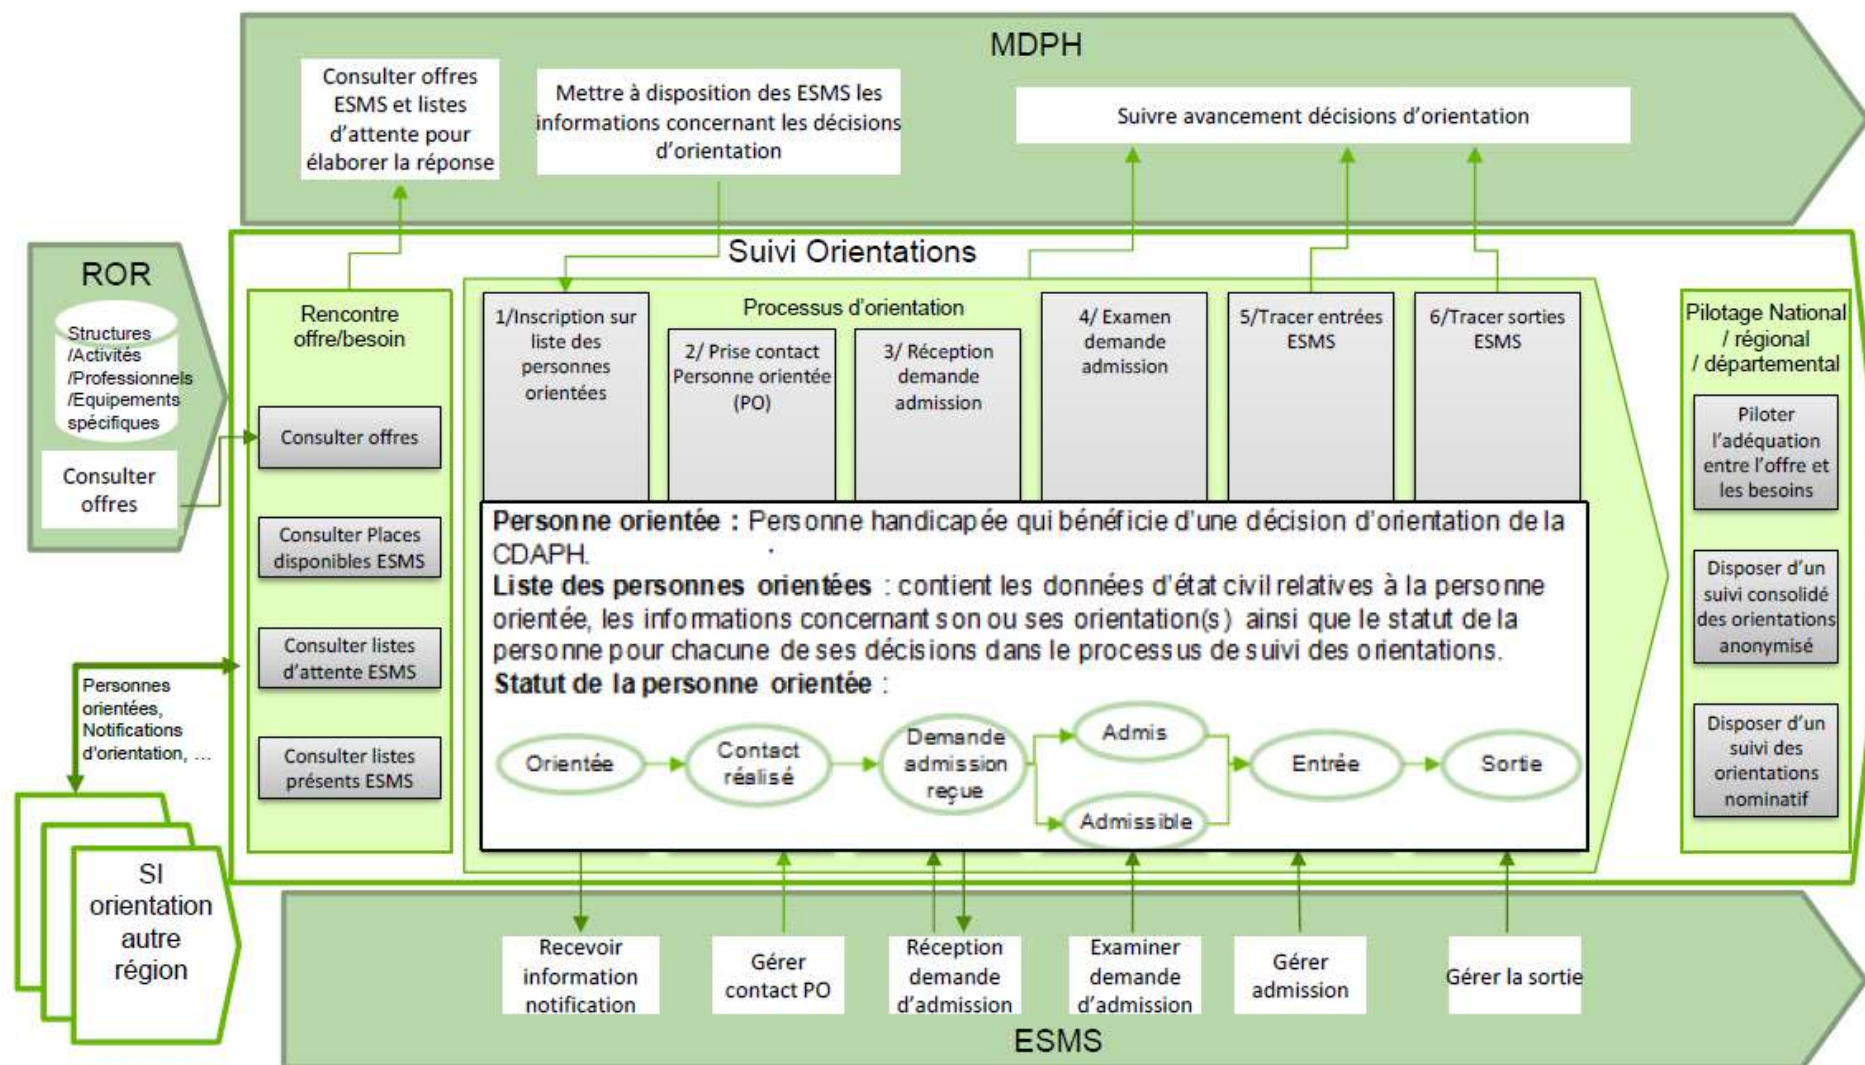 MDPH
Consulter offres
ESMS et listes
d'attente pour
élaborer la réponse
Mettre à disposition des ESMS les
informations concernant les décisions
d'orientation
Suivre avancement décisions d'orientation
ROR
Structures
/Activités
/Professionnels
/Equipements
spécifiques
Consulter
offres
Suivi Orientations
Rencontre
offre/besoin
Consulter offres
Consulter Places
disponibles ESMS
Consulter listes
d'attente ESMS
Consulter listes
présents ESMS
Processus d'orientation
1/Inscription sur
liste des
personnes
orientées
2/ Prise contact
Personne orientée
(PO)
3/ Réception
demande
admission
4/ Examen
demande
admission
5/Tracer entrées
ESMS
6/Tracer sorties
ESMS
Personne orientée : Personne handicapée qui bénéficie d'une décision d'orientation de la
CDAPH.
Liste des personnes orientées : contient les données d'état civil relatives à la personne
orientée, les informations concernant son ou ses orientation(s) ainsi que le statut de la
personne pour chacune de ses décisions dans le processus de suivi des orientations.
Statut de la personne orientée :
Orientée
Contact
réalisé
Demande
admission
reçue
Admis
Admissible
Entrée
Sortie
Pilotage National
/ régional
/ départemental
Piloter
l'adéquation
entre l'offre et
les besoins
Disposer d'un
suivi consolidé
des orientations
anonymisé
Disposer d'un
suivi des
orientations
nominatif
Personnes
orientées,
Notifications
d'orientation, …
SI
orientation
autre
région
Recevoir
information
notification
Gérer
contact PO
Réception
demande
d'admission
Examiner
demande
d'admission
Gérer
admission
Gérer la sortie
ESMS